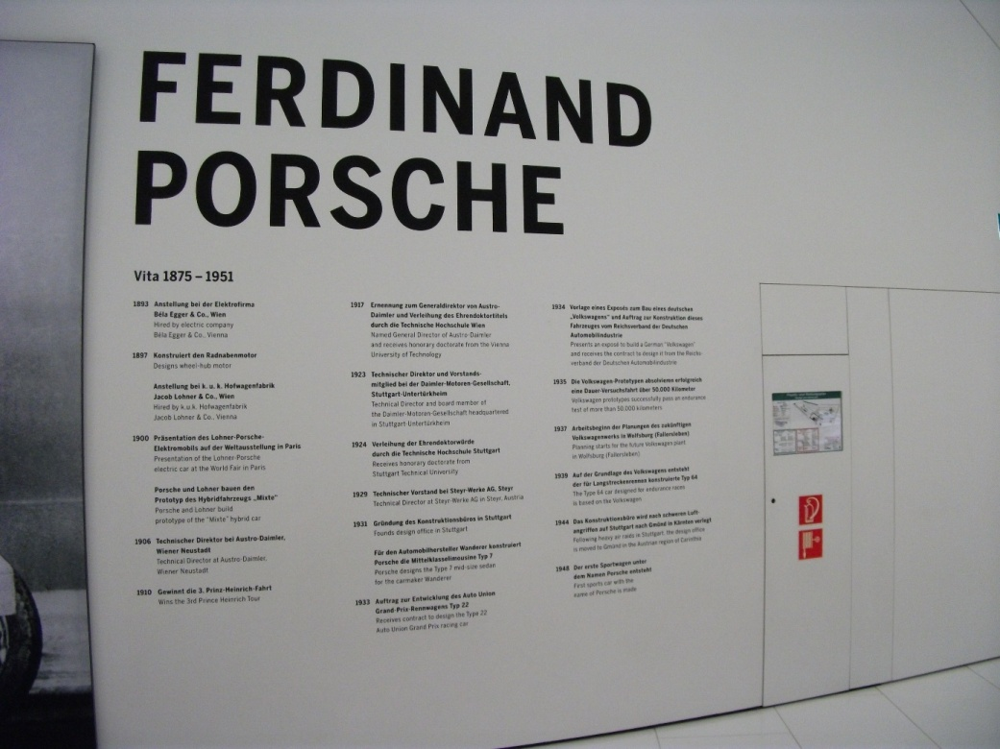 FERDINAND
PORSCHE
Vita 1875 – 1951
1893 Anstellung bei der Elektrofirma
Béla Egger & Co., Wien
Hired by electric company
Béla Egger & Co., Vienna
1897 Konstruiert den Radnabenmotor
Designs wheel-hub motor
Anstellung bei k. u. k. Hofwagenfabrik
Jacob Lohner & Co., Wien
Hired by k.u.k. Hofwagenfabrik
Jacob Lohner & Co., Vienna
1900 Präsentation des Lohner-Porsche-
Elektromobils auf der Weltausstellung in Paris
Presentation of the Lohner-Porsche
electric car at the World Fair in Paris
Porsche und Lohner bauen den
Prototyp des Hybridfahrzeugs „Mixte“
Porsche and Lohner build
prototype of the "Mixte" hybrid car
1906 Technischer Direktor bei Austro-Daimler,
Wiener Neustadt
Technical Director at Austro-Daimler,
Wiener Neustadt
1910 Gewinnt die 3. Prinz-Heinrich-Fahrt
Wins the 3rd Prince Heinrich Tour
1917 Ernennung zum Generaldirektor von Austro-
Daimler und Verleihung des Ehrendoktortitels
durch die Technische Hochschule Wien
Named General Director of Austro-Daimler
and receives honorary doctorate from the Vienna
University of Technology
1923 Technischer Direktor und Vorstands-
mitglied bei der Daimler-Motoren-Gesellschaft,
Stuttgart-Untertürkheim
Technical Director and board member of
the Daimler-Motoren-Gesellschaft headquartered
in Stuttgart-Untertürkheim
1924 Verleihung der Ehrendoktorwürde
durch die Technische Hochschule Stuttgart
Receives honorary doctorate from
Stuttgart Technical University
1929 Technischer Vorstand bei Steyr-Werke AG, Steyr
Technical Director at Steyr-Werke AG in Steyr, Austria
1931 Gründung des Konstruktionsbüros in Stuttgart
Founds design office in Stuttgart
Für den Automobilhersteller Wanderer konstruiert
Porsche die Mittelklasselimousine Typ 7
Porsche designs the Type 7 mid-size sedan
for the carmaker Wanderer
1933 Auftrag zur Entwicklung des Auto Union
Grand-Prix-Rennwagens Typ 22
Receives contract to design the Type 22
Auto Union Grand Prix racing car
1934 Vorlage eines Exposés zum Bau eines deutschen
„Volkswagens“ und Auftrag zur Konstruktion dieses
Fahrzeugs vom Reichsverband der Deutschen
Automobilindustrie
Presents an exposé to build a German "Volkswagen"
and receives the contract to design it from the Reichs-
verband der Deutschen Automobilindustrie
1935 Die Volkswagen-Prototypen absolvieren erfolgreich
eine Dauer-Versuchsfahrt über 50.000 Kilometer
Volkswagen prototypes successfully pass an endurance
test of more than 50.000 kilometers
1937 Arbeitsbeginn der Planungen des zukünftigen
Volkswagenwerks in Wolfsburg (Fallersleben)
Planning starts for the future Volkswagen plant
in Wolfsburg (Fallersleben)
1939 Auf der Grundlage des Volkswagens entsteht
der für Langstreckenrennen konstruierte Typ 64
The Type 64 car designed for endurance races
is based on the Volkswagen
1944 Das Konstruktionsbüro wird nach schweren Luft-
angriffen auf Stuttgart nach Gmünd in Kärnten verlegt
Following heavy air raids in Stuttgart, the design office
is moved to Gmünd in the Austrian region of Carinthia
1948 Der erste Sportwagen unter
dem Namen Porsche entsteht
First sports car with the
name of Porsche is made